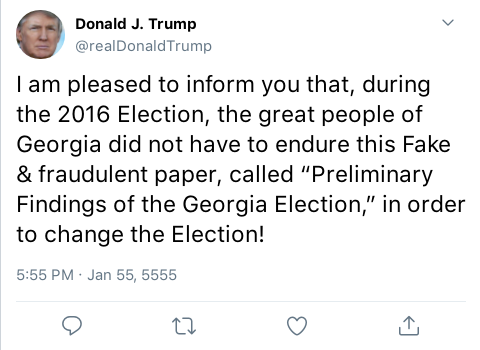 Donald J. Trump
@realDonaldTrump
I am pleased to inform you that, during
the 2016 Election, the great people of
Georgia did not have to endure this Fake
& fraudulent paper, called “Preliminary
Findings of the Georgia Election,” in order
to change the Election!
5:55 PM · Jan 55, 5555